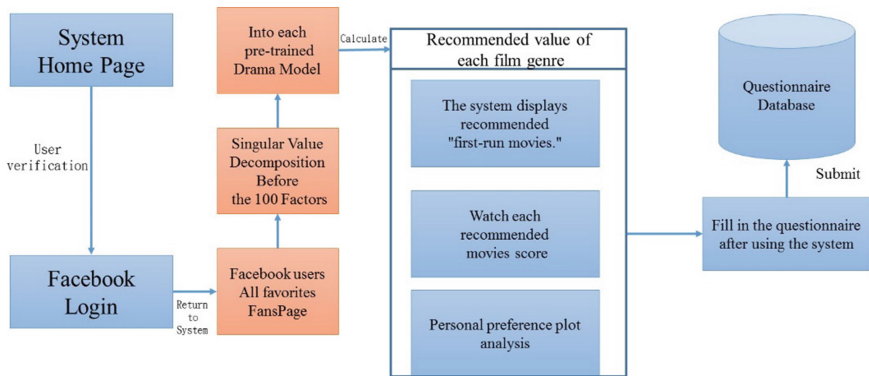 System
Home Page
User
verification
Facebook
Login
Return
to
System
Facebook users
All favorites
FansPage
Singular Value
Decomposition
Before
the 100 Factors
Into each
pre-trained
Drama Model
Calculate
Recommended value of
each film genre
The system displays
recommended
"first-run movies."
Watch each
recommended
movies score
Personal preference plot
analysis
Fill in the questionnaire
after using the system
Submit
Questionnaire
Database